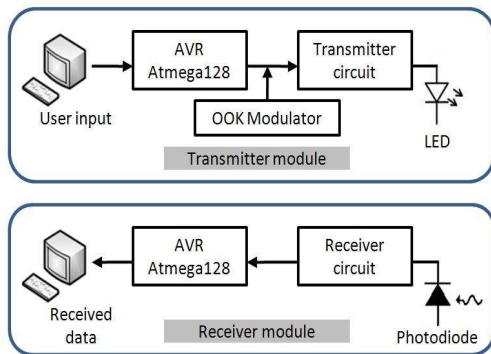 User input
AVR
Atmega128
OOK Modulator
Transmitter
circuit
LED
Transmitter module
Received
data
AVR
Atmega128
Receiver
circuit
Photodiode
Receiver module